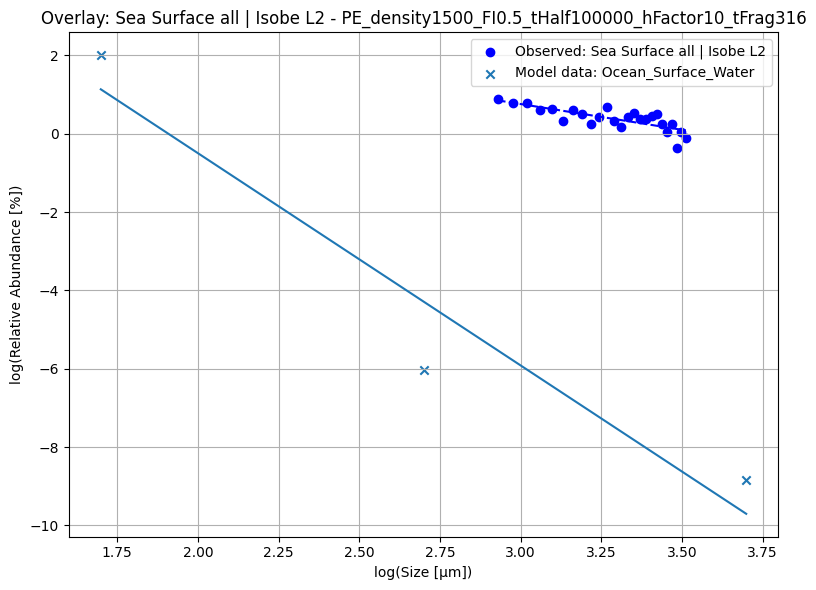 Overlay: Sea Surface all | Isobe L2 - PE_density1500_FI0.5_tHalf100000_hFactor10_tFrag316
Observed: Sea Surface all | Isobe L2
Model data: Ocean_Surface_Water
log(Relative Abundance [%])
2
0
−2
−4
−6
−8
−10
1.75 2.00 2.25 2.50 2.75 3.00 3.25 3.50 3.75
log(Size [μm])